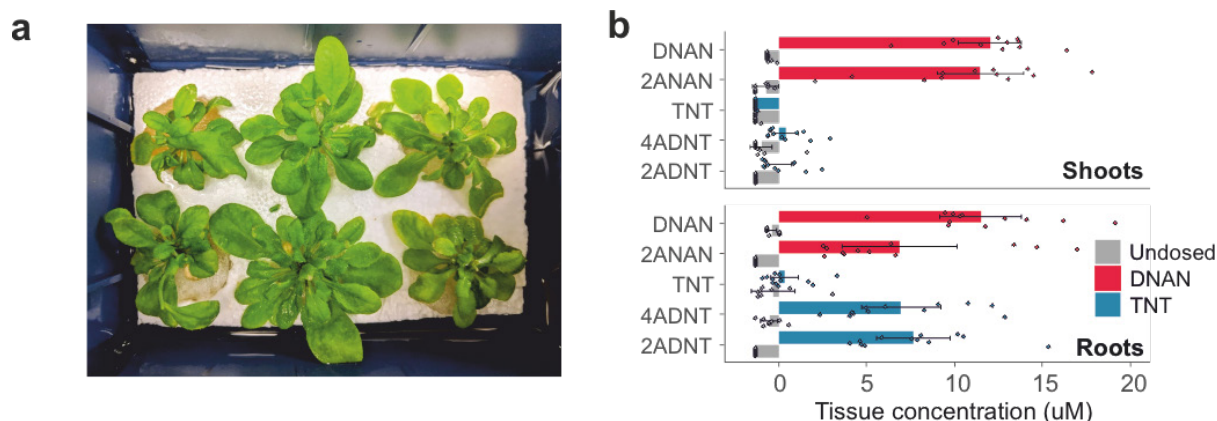 a
b
DNAN
2ANAN
TNT
4ADNT
2ADNT
Shoots
DNAN
2ANAN
TNT
4ADNT
2ADNT
Roots
Undosed
DNAN
TNT
0 5 10 15 20
Tissue concentration (uM)